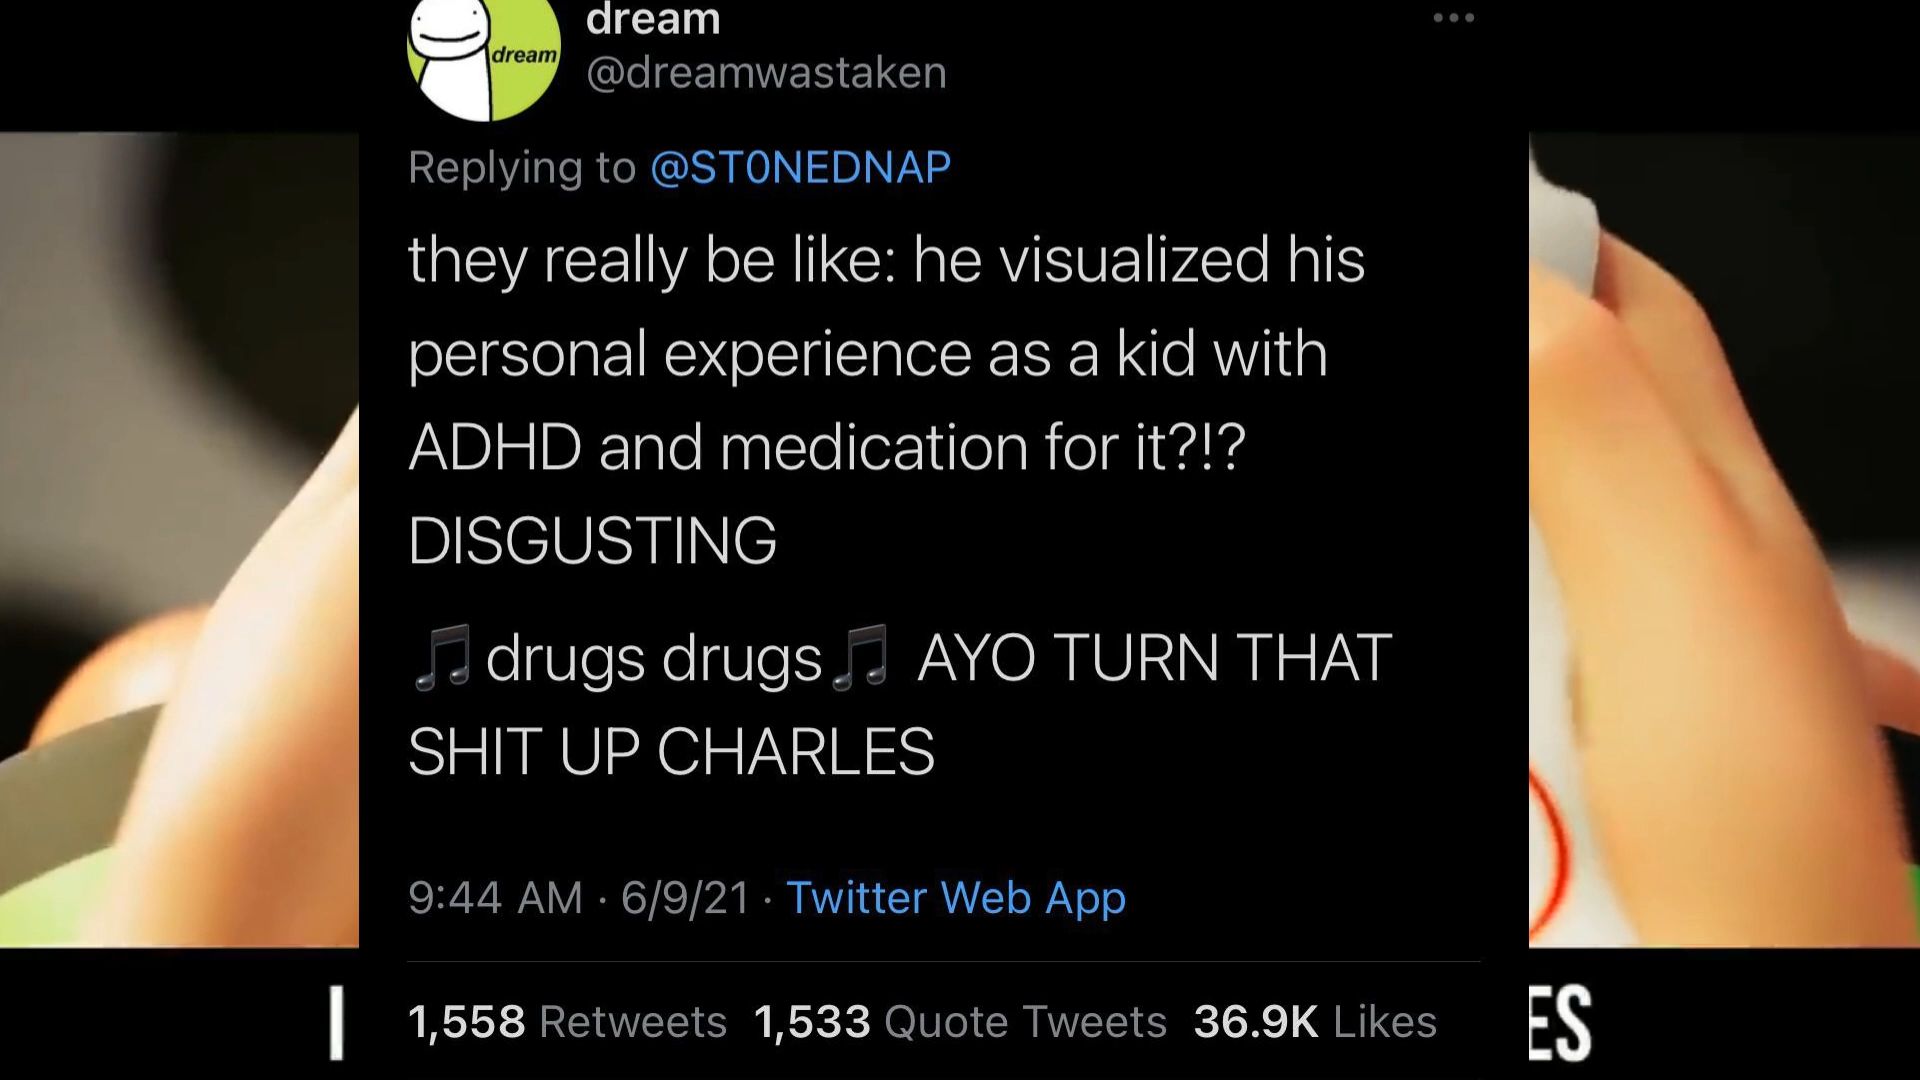 dream
dream
@dreamwastaken
Replying to @ST0NEDNAP
they really be like: he visualized his
personal experience as a kid with
ADHD and medication for it?!?
DISGUSTING
🎵drugs drugs🎵 AYO TURN THAT
SHIT UP CHARLES
9:44 AM · 6/9/21 · Twitter Web App
1,558 Retweets 1,533 Quote Tweets 36.9K Likes
I
ES